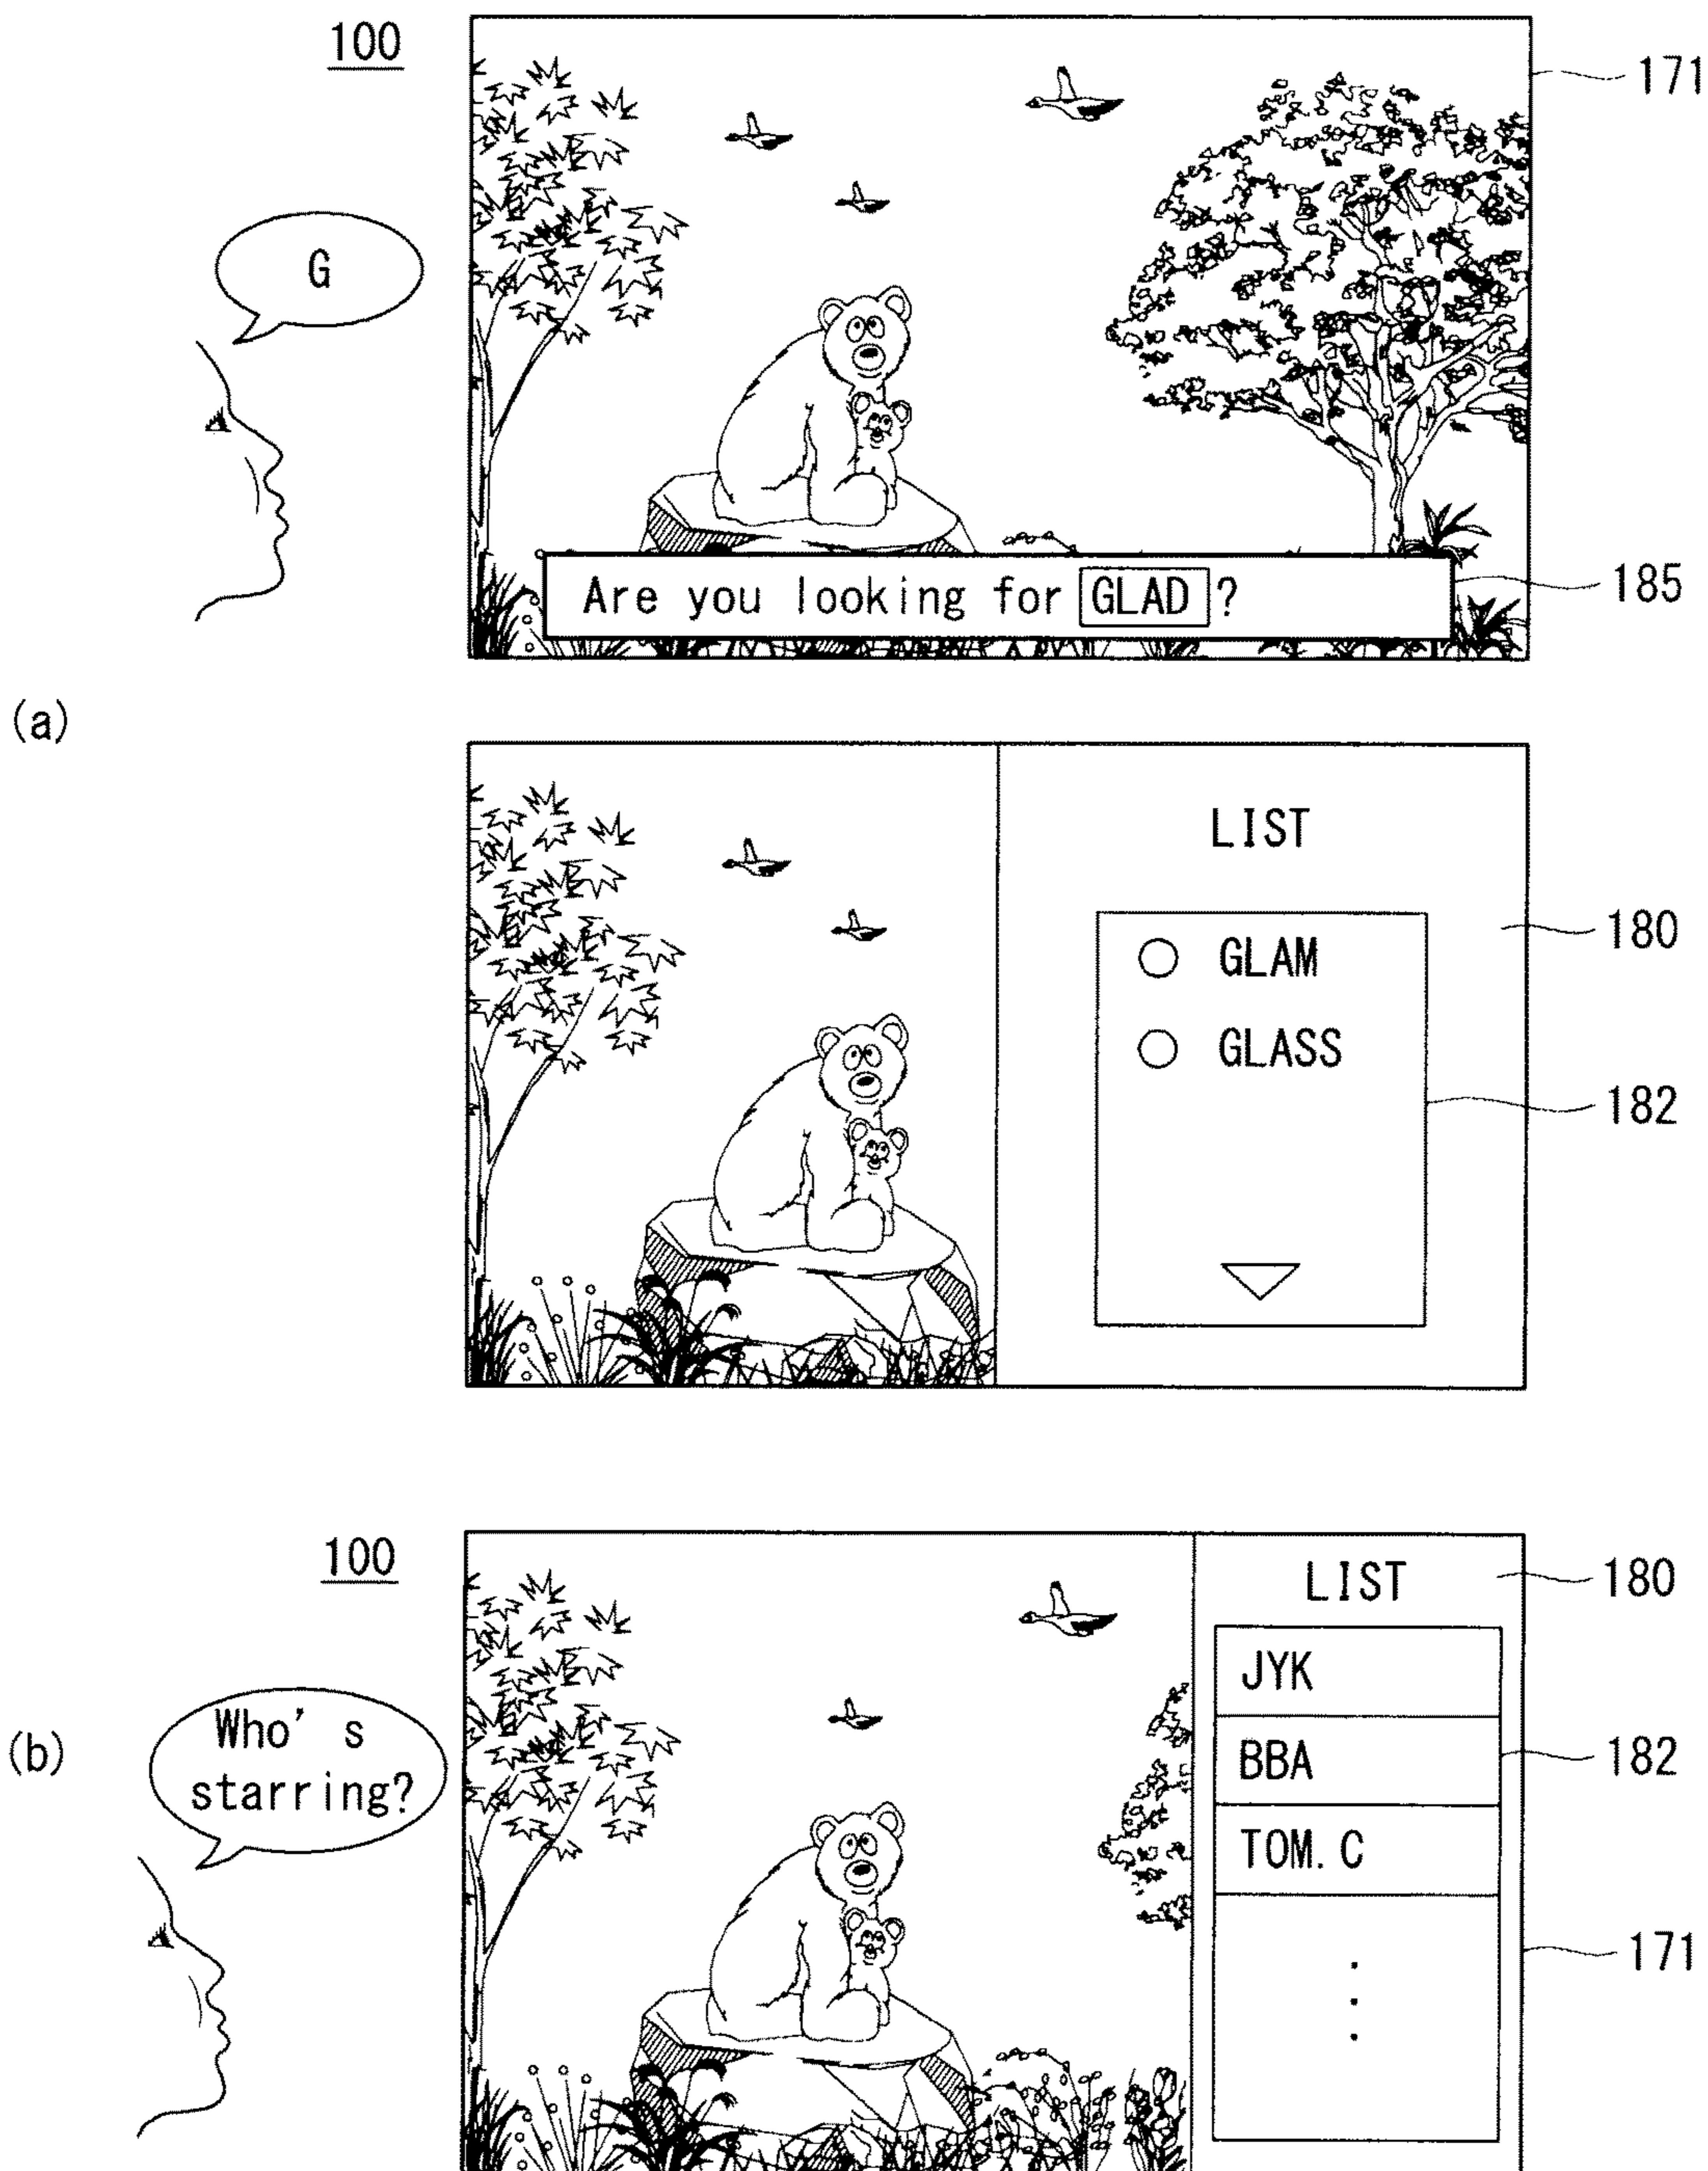 100
171
G
Are you looking for GLAD ?
185
(a)
LIST
180
GLAM
GLASS
182
100
LIST
180
JYK
(b)
Who's
starring?
BBA
182
TOM. C
171